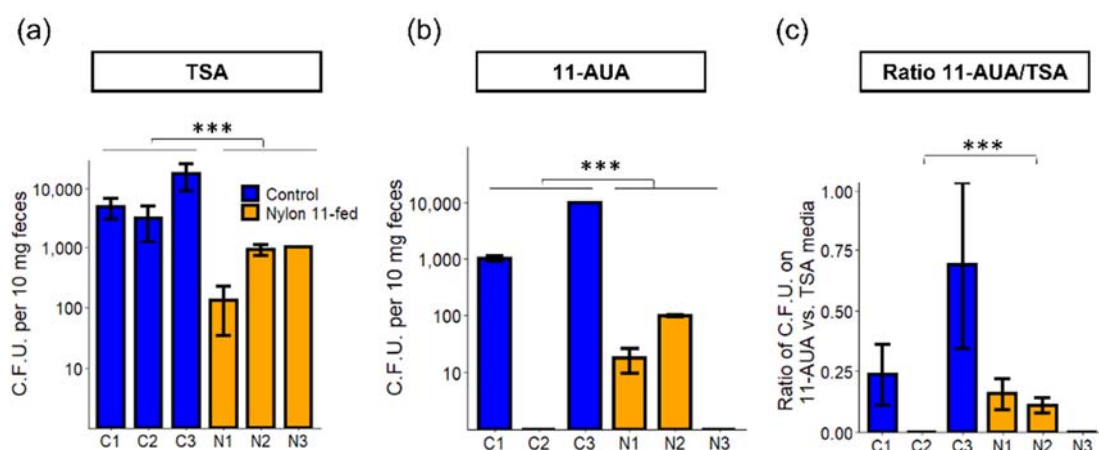 (a)
TSA
***
C.F.U. per 10 mg feces
10,000
1,000
100
10
Control
Nylon 11-fed
C1 C2 C3 N1 N2 N3
(b)
11-AUA
***
C.F.U. per 10 mg feces
10,000
1,000
100
10
C1 C2 C3 N1 N2 N3
(c)
Ratio 11-AUA/TSA
***
Ratio of C.F.U. on
11-AUA vs. TSA media
1.00
0.75
0.50
0.25
0.00
C1 C2 C3 N1 N2 N3